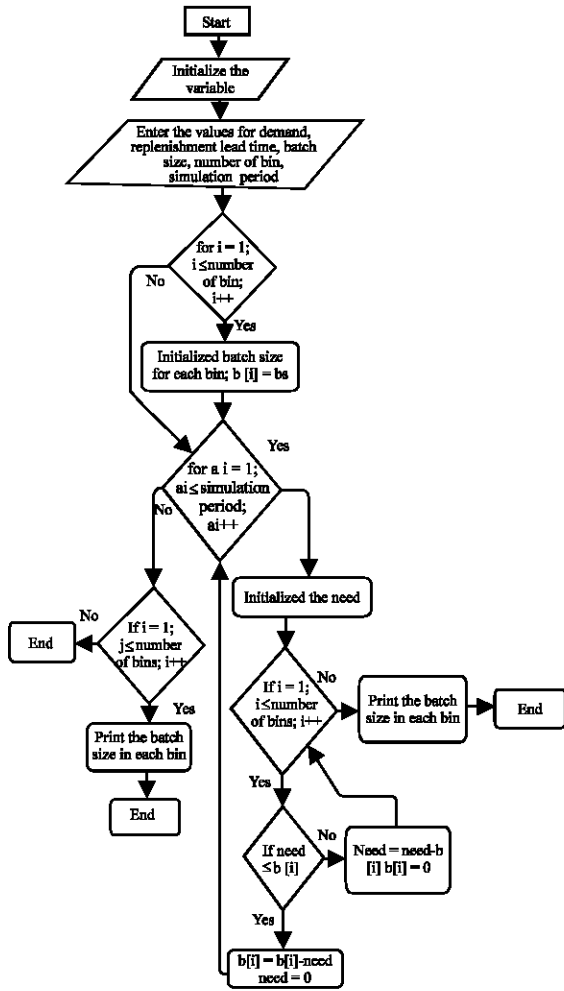 Start
Initialize the
variable
Enter the values for demand,
replenishment lead time, batch
size, number of bin,
simulation period
for i = 1;
i ≤number
of bin;
i++
No
Yes
Initialized batch size
for each bin; b [i] = bs
Yes
for a i = 1;
ai ≤ simulation
period;
ai++
No
Initialized the need
No
If i = 1;
j ≤number
of bins; i++
End
Yes
Print the batch
size in each bin
End
If i = 1;
i ≤number
of bins; i++
No
Print the batch
size in each bin
End
Yes
If need
≤ b [i]
No
Need = need-b
[i] b[i] = 0
Yes
b[i] = b[i]-need
need = 0